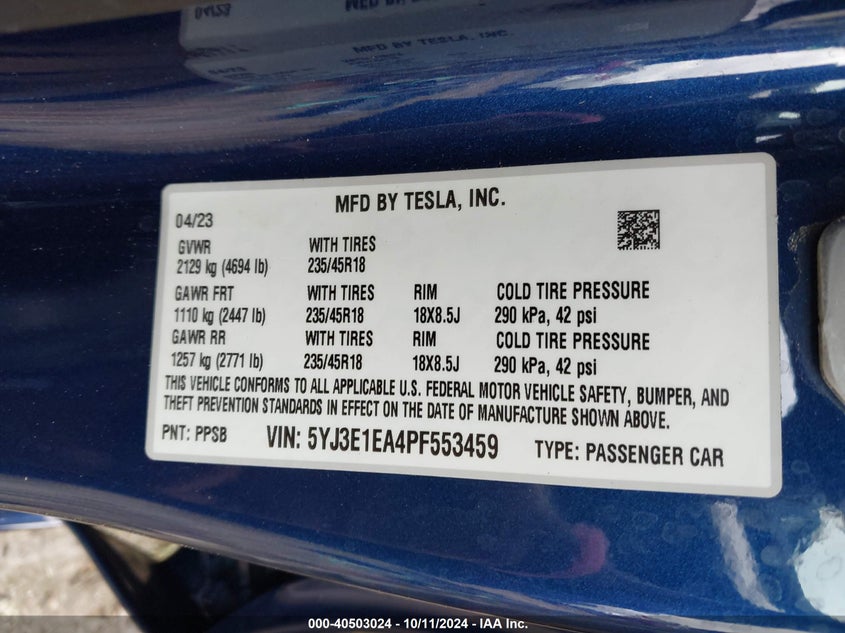 04/23
MFD BY TESLA, INC.
MFD BY TESLA, INC.
04/23
GVWR WITH TIRES
2129 kg (4694 lb) 235/45R18
GAWR FRT WITH TIRES RIM COLD TIRE PRESSURE
1110 kg (2447 lb) 235/45R18 18X8.5J 290 kPa, 42 psi
GAWR RR WITH TIRES RIM COLD TIRE PRESSURE
1257 kg (2771 lb) 235/45R18 18X8.5J 290 kPa, 42 psi
THIS VEHICLE CONFORMS TO ALL APPLICABLE U.S. FEDERAL MOTOR VEHICLE SAFETY, BUMPER, AND
THEFT PREVENTION STANDARDS IN EFFECT ON THE DATE OF MANUFACTURE SHOWN ABOVE.
PNT: PPSB VIN: 5YJ3E1EA4PF553459 TYPE: PASSENGER CAR
000-40503024 - 10/11/2024 - IAA Inc.